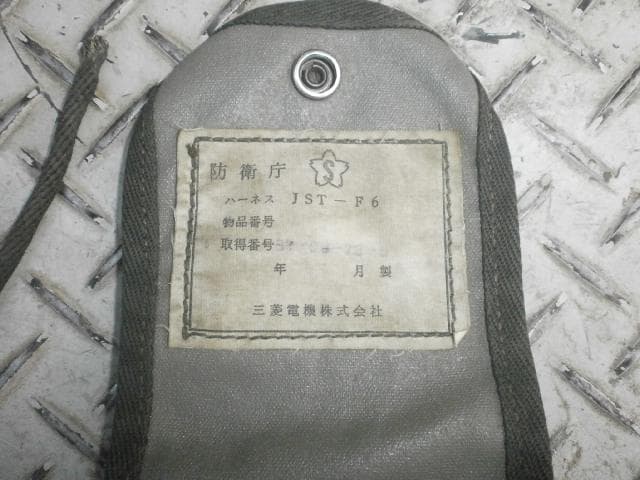 防衛庁 S
ハーネス JST-F6
物品番号
取得番号
年 月 製
三菱電機株式会社